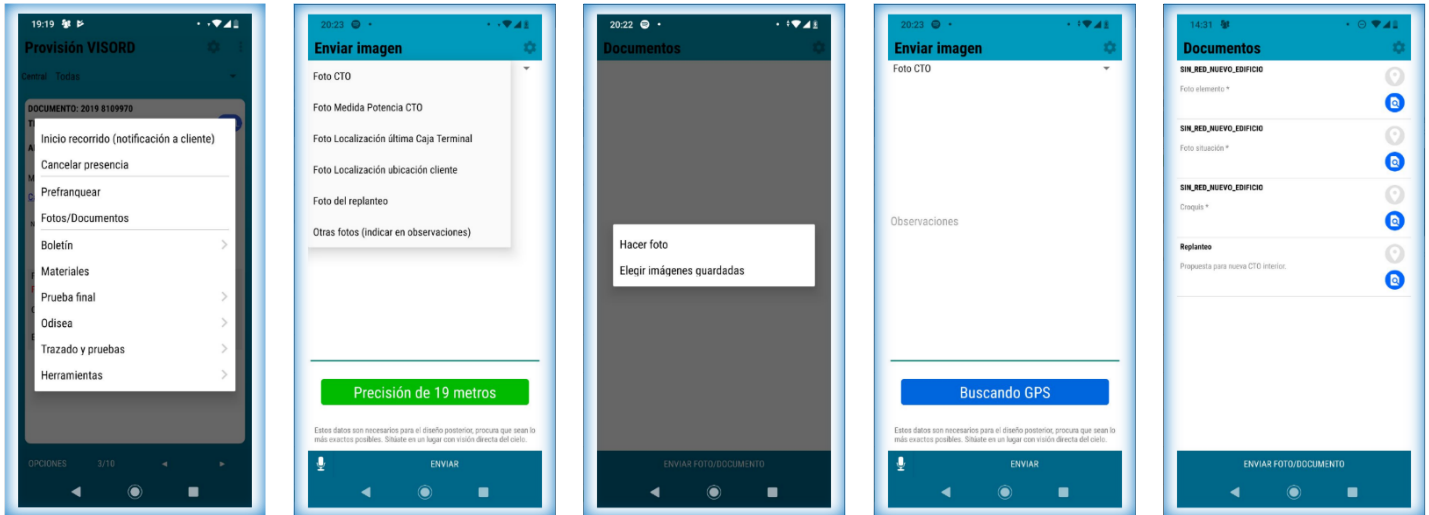 19:19
Provisión VISORD
Central Todas
DOCUMENTO: 2019 8109970
Inicio recorrido (notificación a cliente)
Cancelar presencia
Prefranquear
Fotos/Documentos
Boletín
Materiales
Prueba final
Odisea
Trazado y pruebas
Herramientas
OPCIONES 3/10
20:23
Enviar imagen
Foto CTO
Foto Medida Potencia CTO
Foto Localización última Caja Terminal
Foto Localización ubicación cliente
Foto del replanteo
Otras fotos (indicar en observaciones)
Precisión de 19 metros
Estos datos son necesarios para el diseño posterior, procura que sean lo
más exactos posibles. Sitúate en un lugar con visión directa del cielo.
ENVIAR
20:22
Documentos
Hacer foto
Elegir imágenes guardadas
ENVIAR FOTO/DOCUMENTO
20:23
Enviar imagen
Foto CTO
Observaciones
Buscando GPS
Estos datos son necesarios para el diseño posterior, procura que sean lo
más exactos posibles. Sitúate en un lugar con visión directa del cielo.
ENVIAR
14:31
Documentos
SIN_RED_NUEVO_EDIFICIO
Foto elemento *
SIN_RED_NUEVO_EDIFICIO
Foto situación *
SIN_RED_NUEVO_EDIFICIO
Croquis *
Replanteo
Propuesta para nueva CTO interior.
ENVIAR FOTO/DOCUMENTO